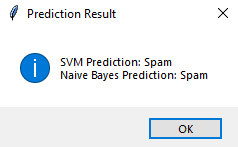 Prediction Result
SVM Prediction: Spam
Naive Bayes Prediction: Spam
OK